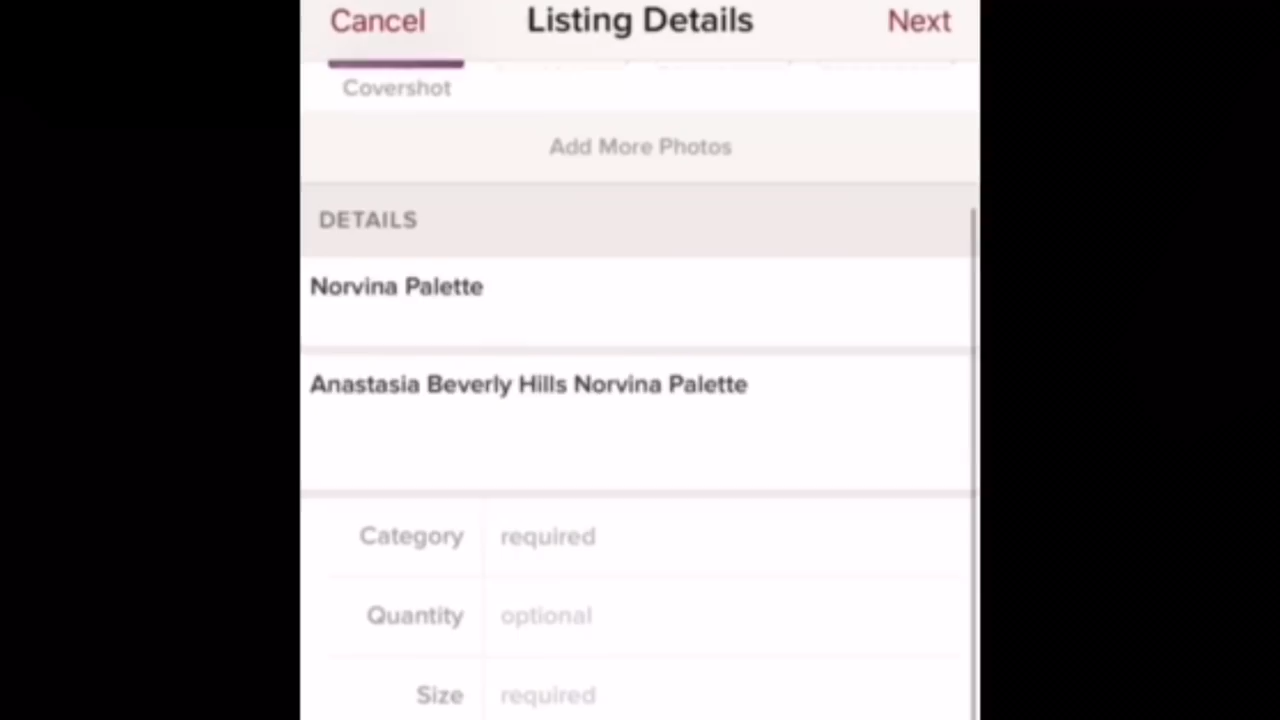 Cancel Listing Details Next
Covershot
Add More Photos
DETAILS
Norvina Palette
Anastasia Beverly Hills Norvina Palette
Category required
Quantity optional
Size required